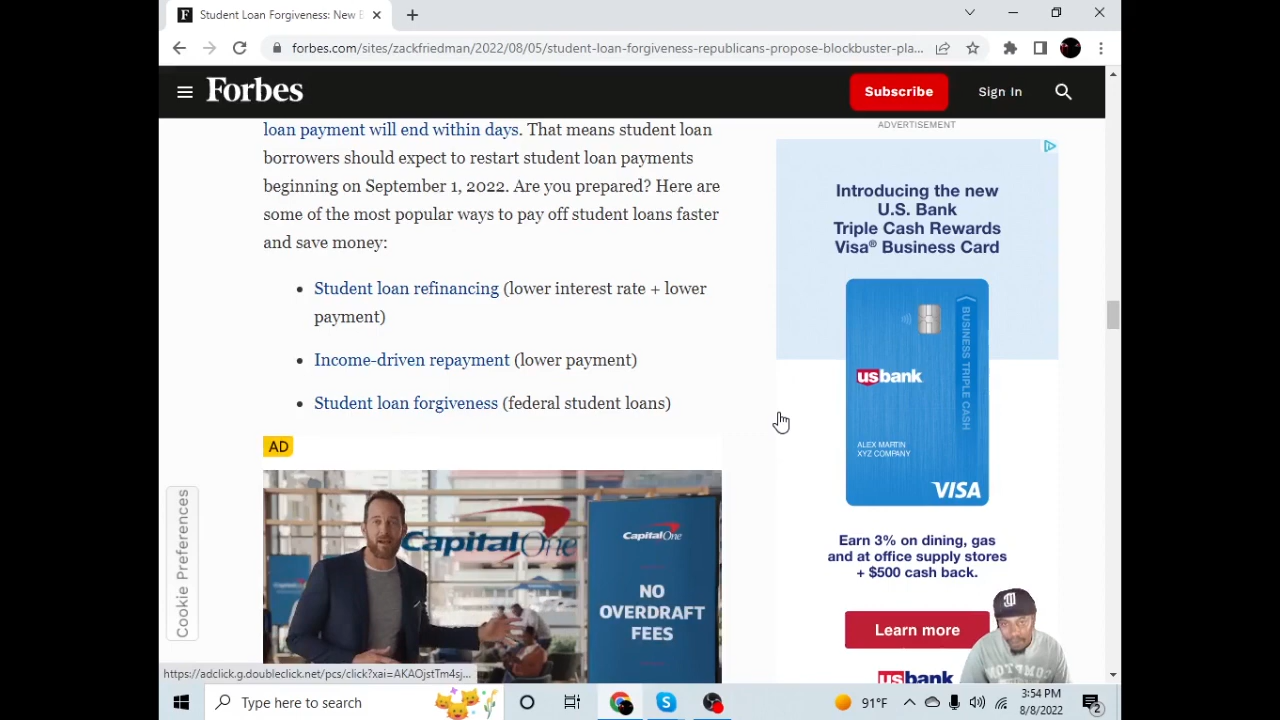 Student Loan Forgiveness: New
forbes.com/sites/zackfriedman/2022/08/05/student-loan-forgiveness-republicans-propose-blockbuster-pla...
Forbes
Subscribe
Sign In
loan payment will end within days. That means student loan
borrowers should expect to restart student loan payments
beginning on September 1, 2022. Are you prepared? Here are
some of the most popular ways to pay off student loans faster
and save money:
• Student loan refinancing (lower interest rate + lower
payment)
• Income-driven repayment (lower payment)
• Student loan forgiveness (federal student loans)
AD
CapitalOne
CapitalOne
NO
OVERDRAFT
FEES
Cookie Preferences
ADVERTISEMENT
Introducing the new
U.S. Bank
Triple Cash Rewards
Visa® Business Card
BUSINESS TRIPLE CASH
usbank
ALEX MARTIN
XYZ COMPANY
VISA
Earn 3% on dining, gas
and at office supply stores
+ $500 cash back.
Learn more
usbank
COMPTON
https://adclick.g.doubleclick.net/pcs/click?xai=AKAOjstTm4sj...
Type here to search
91°F
3:54 PM
8/8/2022
2